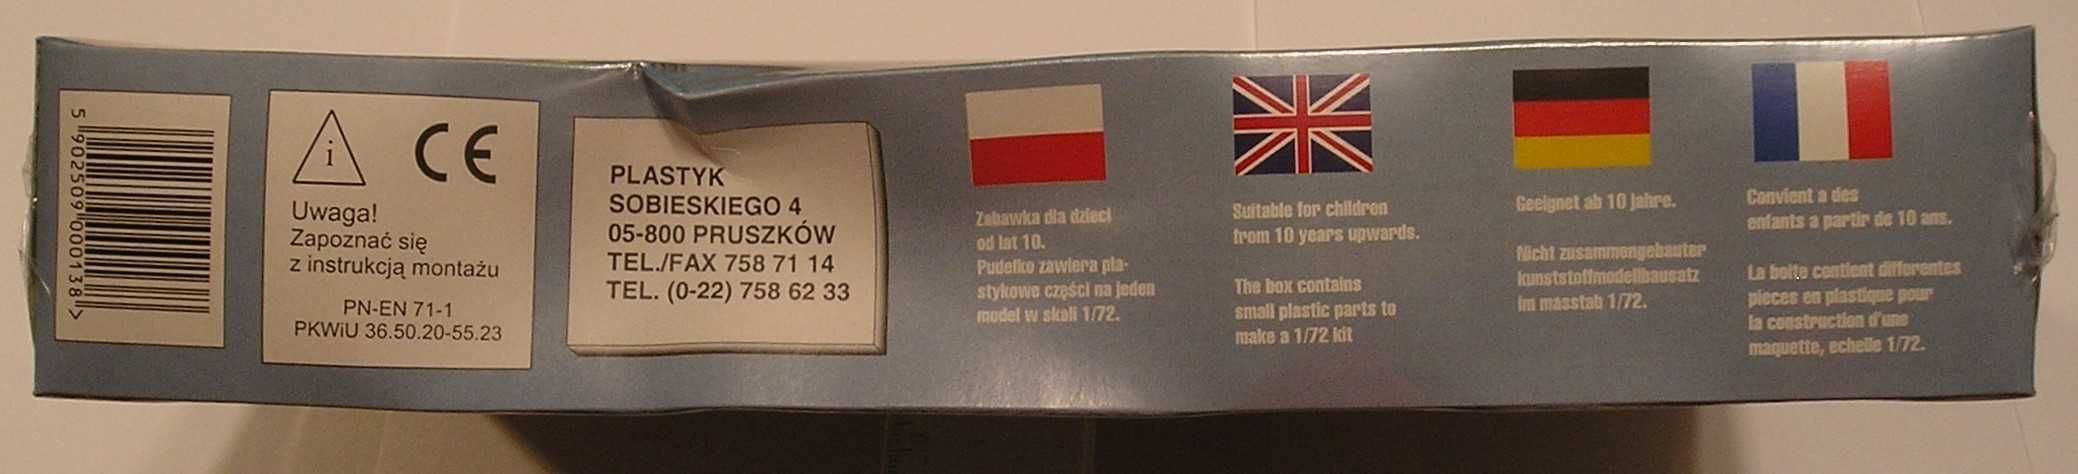 5 902509 000138 >
i
CE
Uwaga!
Zapoznać się
z instrukcją montażu
PN-EN 71-1
PKWiU 36.50.20-55.23
PLASTYK
SOBIESKIEGO 4
05-800 PRUSZKÓW
TEL./FAX 758 71 14
TEL. (0-22) 758 62 33
Zabawka dla dzieci
od lat 10.
Pudełko zawiera pla-
stykowe części na jeden
model w skali 1/72.
Suitable for children
from 10 years upwards.
The box contains
small plastic parts to
make a 1/72 kit
Geeignet ab 10 jahre.
Nicht zusammengebauter
kunststoffmodellbausatz
im masstab 1/72.
Convient a des
enfants a partir de 10 ans.
La boite contient differentes
pieces en plastique pour
la construction d'une
maquette, echelle 1/72.